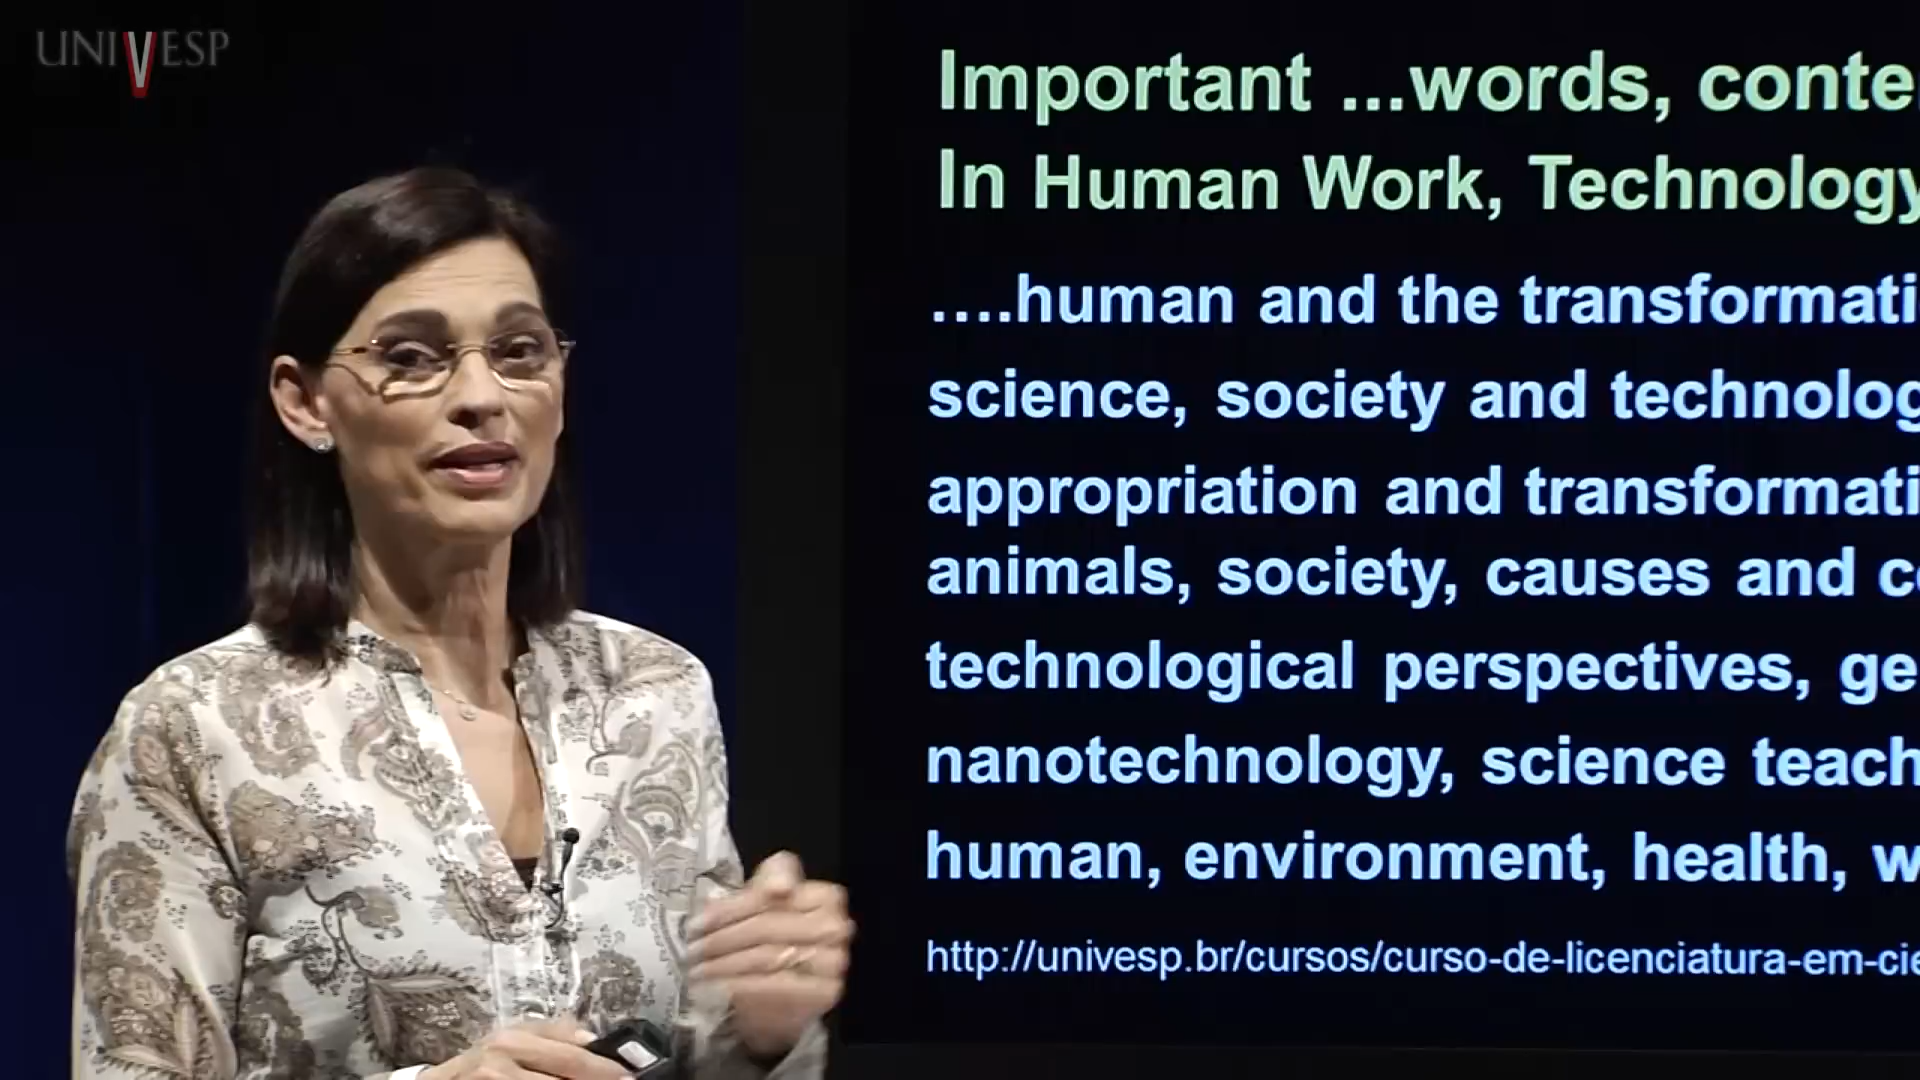 UNIVESP
Important ...words, conte
In Human Work, Technology
....human and the transformati
science, society and technolog
appropriation and transformati
animals, society, causes and c
technological perspectives, ge
nanotechnology, science teach
human, environment, health, w
http://univesp.br/cursos/curso-de-licenciatura-em-cie